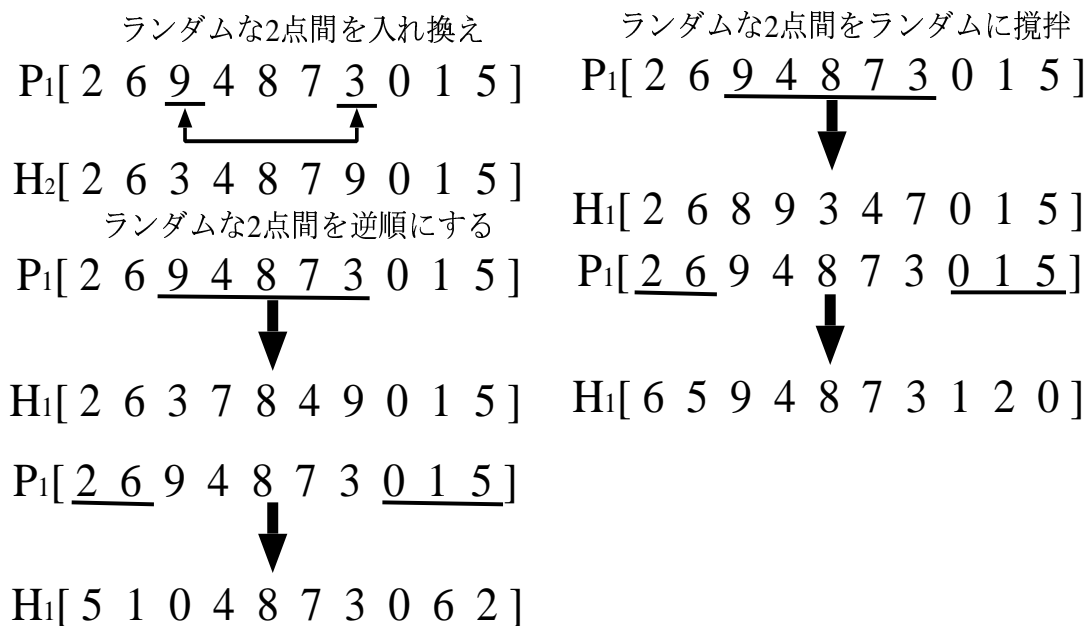 ランダムな2点間を入れ換え
P1[ 2 6 9 4 8 7 3 0 1 5 ]
H2[ 2 6 3 4 8 7 9 0 1 5 ]
ランダムな2点間を逆順にする
P1[ 2 6 9 4 8 7 3 0 1 5 ]
H1[ 2 6 3 7 8 4 9 0 1 5 ]
P1[ 2 6 9 4 8 7 3 0 1 5 ]
H1[ 5 1 0 4 8 7 3 0 6 2 ]
ランダムな2点間をランダムに撹拌
P1[ 2 6 9 4 8 7 3 0 1 5 ]
H1[ 2 6 8 9 3 4 7 0 1 5 ]
P1[ 2 6 9 4 8 7 3 0 1 5 ]
H1[ 6 5 9 4 8 7 3 1 2 0 ]